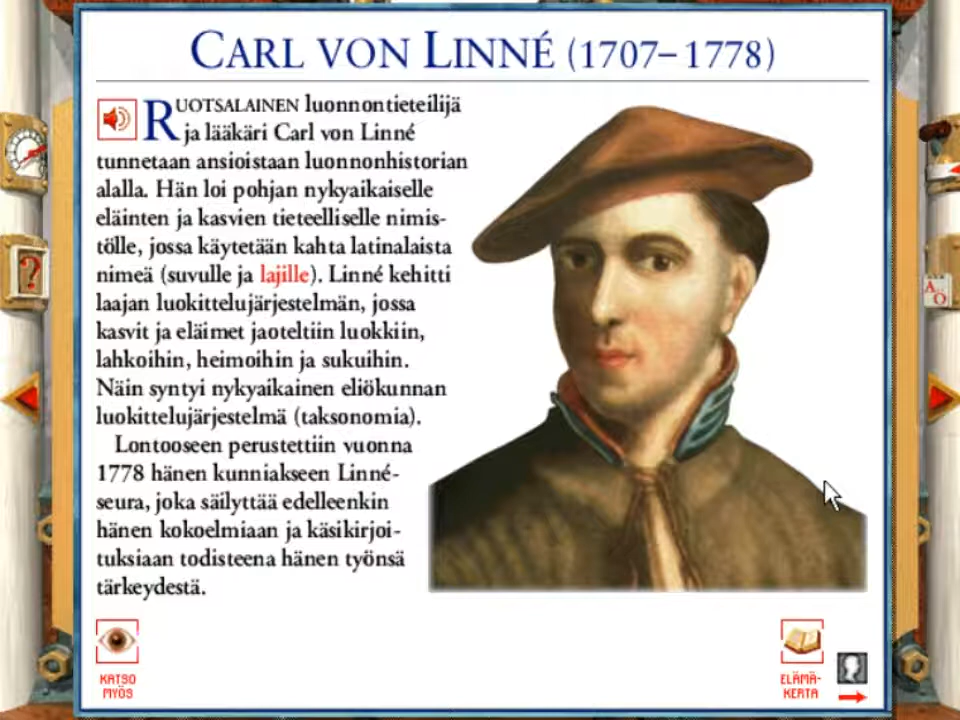 CARL VON LINNÉ (1707–1778)
RUOTSALAINEN luonnontieteilijä
ja lääkäri Carl von Linné
tunnetaan ansioistaan luonnonhistorian
alalla. Hän loi pohjan nykyaikaiselle
eläinten ja kasvien tieteelliselle nimis-
tölle, jossa käytetään kahta latinalaista
nimeä (suvulle ja lajille). Linné kehitti
laajan luokittelujärjestelmän, jossa
kasvit ja eläimet jaoteltiin luokkiin,
lahkoihin, heimoihin ja sukuihin.
Näin syntyi nykyaikainen eliökunnan
luokittelujärjestelmä (taksonomia).
Lontooseen perustettiin vuonna
1778 hänen kunniakseen Linné-
seura, joka säilyttää edelleenkin
hänen kokoelmiaan ja käsikirjoi-
tuksiaan todisteena hänen työnsä
tärkeydestä.
KATSO
MYÖS
ELÄMÄ-
KERTA
?
A...O